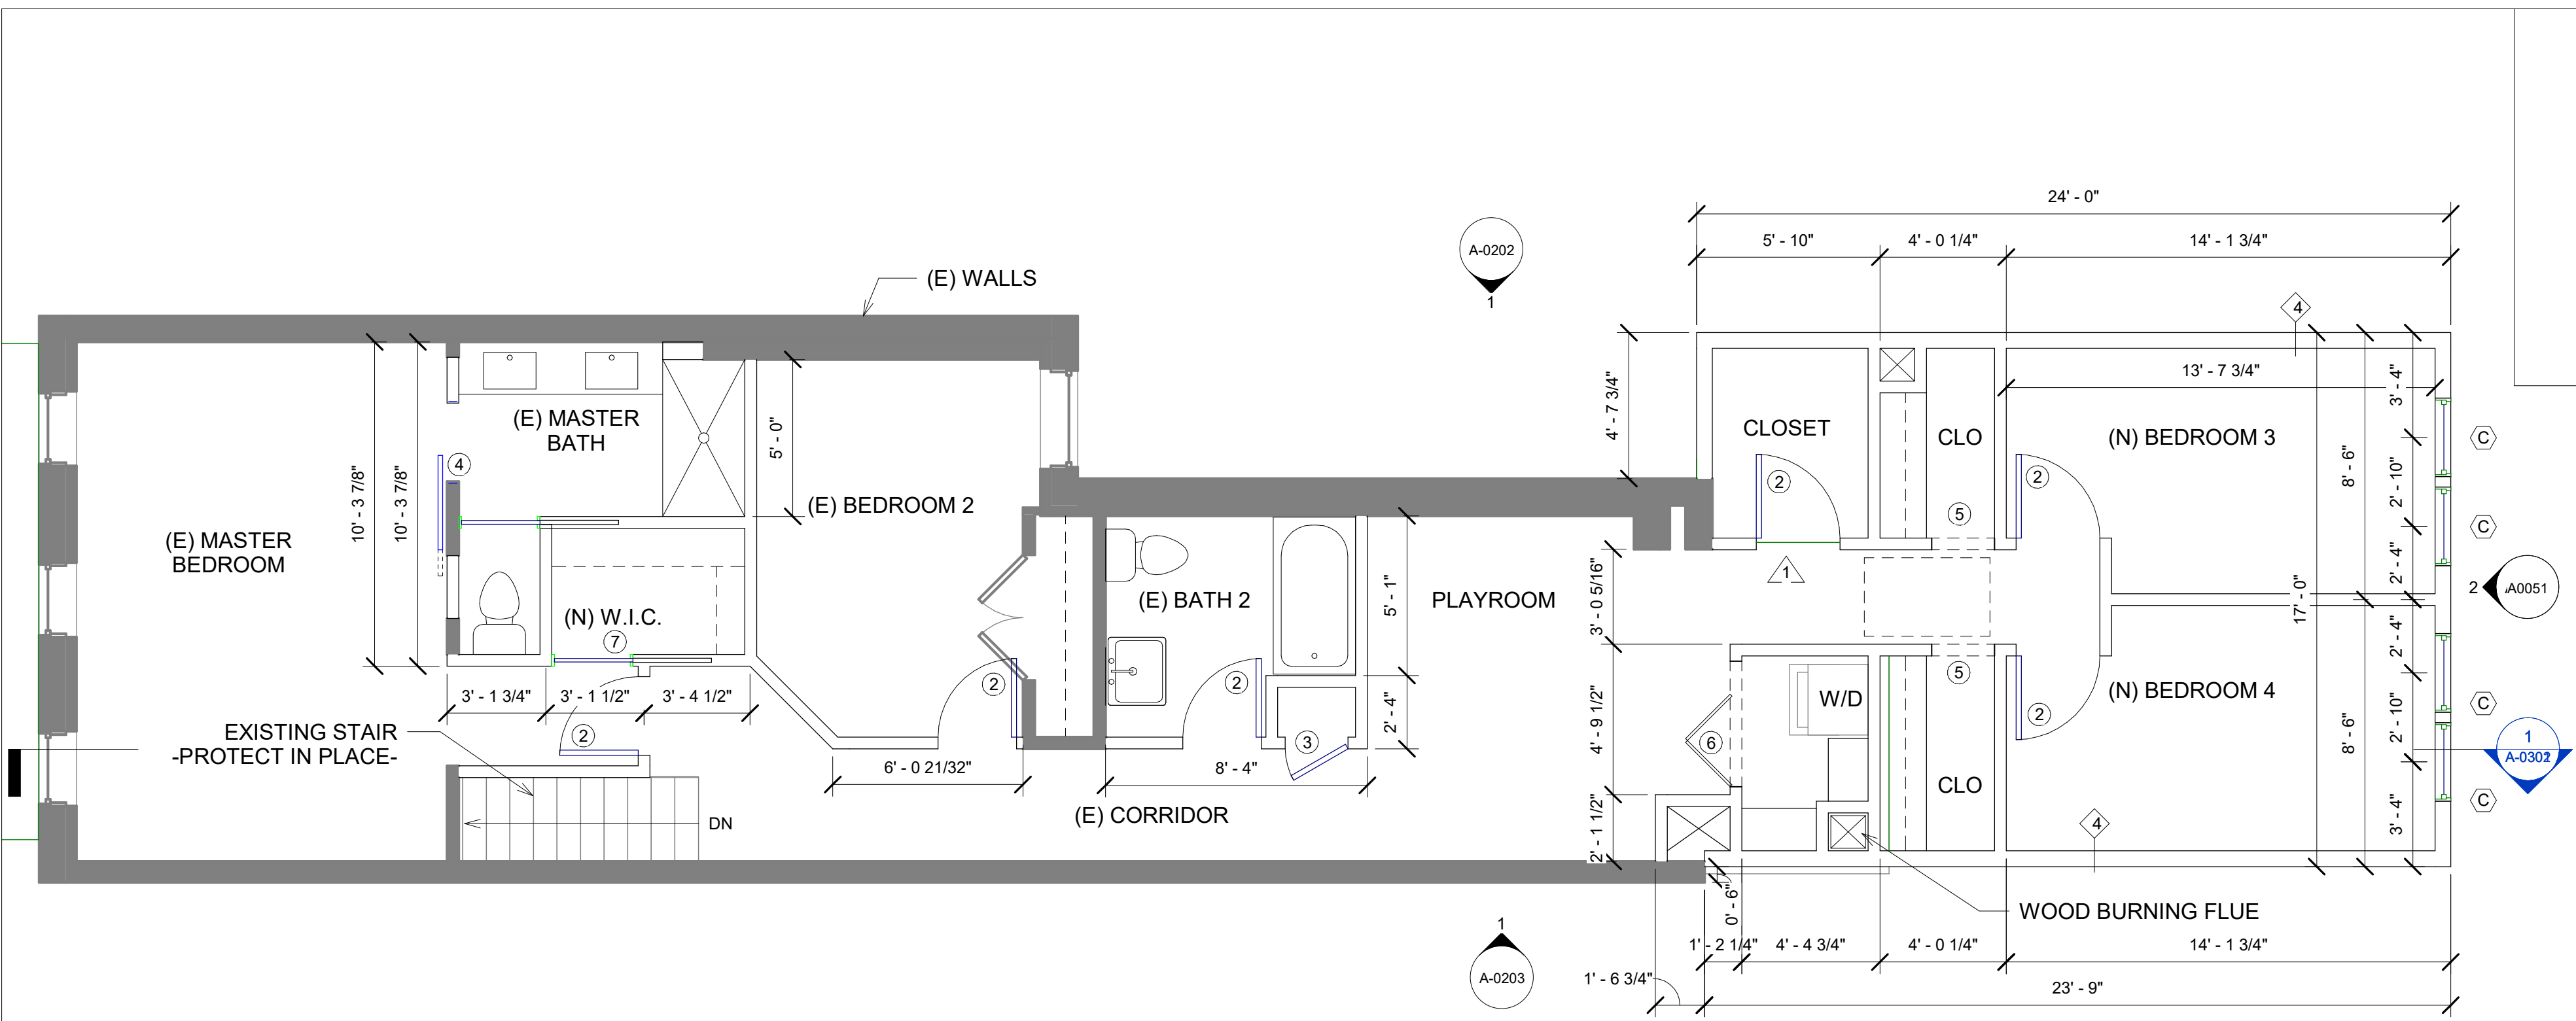 24' - 0"
5' - 10"
4' - 0 1/4"
14' - 1 3/4"
A-0202
1
(E) WALLS
4
13' - 7 3/4"
3' - 4"
4' - 7 3/4"
(E) MASTER
BATH
5' - 0"
CLOSET
CLO
(N) BEDROOM 3
C
8' - 6"
4
2
2
2' - 10"
10' - 3 7/8"
10' - 3 7/8"
(E) BEDROOM 2
5
C
(E) MASTER
BEDROOM
1
2' - 4"
2
A0051
(E) BATH 2
5' - 1"
PLAYROOM
3' - 0 5/16"
17' - 0"
(N) W.I.C.
7
2' - 4"
5
2
2
W/D
(N) BEDROOM 4
3' - 1 3/4"
3' - 1 1/2"
3' - 4 1/2"
C
2
2' - 4"
4' - 9 1/2"
6
2
8' - 6"
2' - 10"
EXISTING STAIR
-PROTECT IN PLACE-
3
1
6' - 0 21/32"
8' - 4"
CLO
C
DN
(E) CORRIDOR
2' - 1 1/2"
4
3' - 4"
0' - 6"
WOOD BURNING FLUE
1
A-0203
1' - 2 1/4"
4' - 4 3/4"
4' - 0 1/4"
14' - 1 3/4"
1' - 6 3/4"
23' - 9"